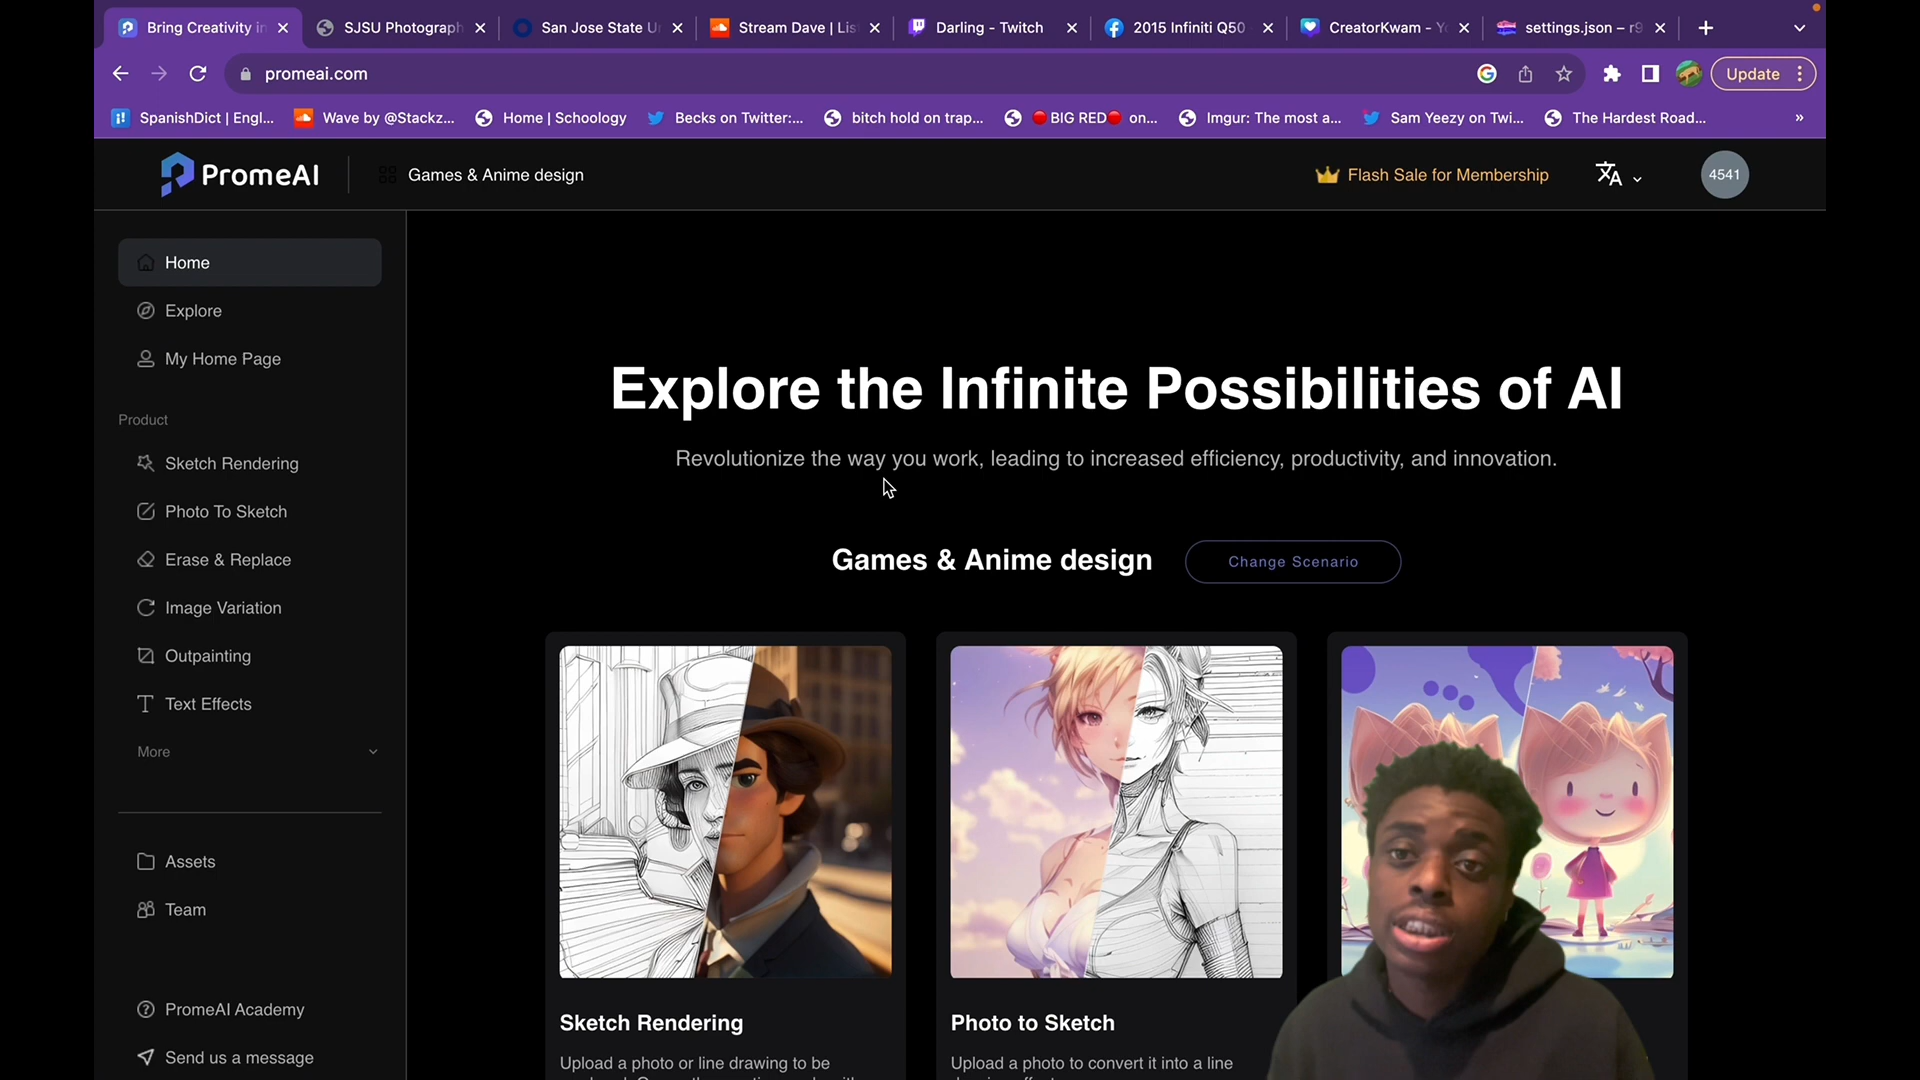 Bring Creativity in
SJSU Photograph
San Jose State U
Stream Dave | Lis
Darling - Twitch
2015 Infiniti Q50
CreatorKwam - Yo
settings.json – r9
promeai.com
Update
SpanishDict | Engl...
Wave by @Stackz...
Home | Schoology
Becks on Twitter:...
bitch hold on trap...
🔴BIG RED🔴 on...
Imgur: The most a...
Sam Yeezy on Twi...
The Hardest Road...
»
PromeAI
Games & Anime design
Flash Sale for Membership
4541
Home
Explore
My Home Page
Product
Sketch Rendering
Photo To Sketch
Erase & Replace
Image Variation
Outpainting
Text Effects
More
Assets
Team
PromeAI Academy
Send us a message
Explore the Infinite Possibilities of AI
Revolutionize the way you work, leading to increased efficiency, productivity, and innovation.
Games & Anime design
Change Scenario
Sketch Rendering
Upload a photo or line drawing to be
Photo to Sketch
Upload a photo to convert it into a line